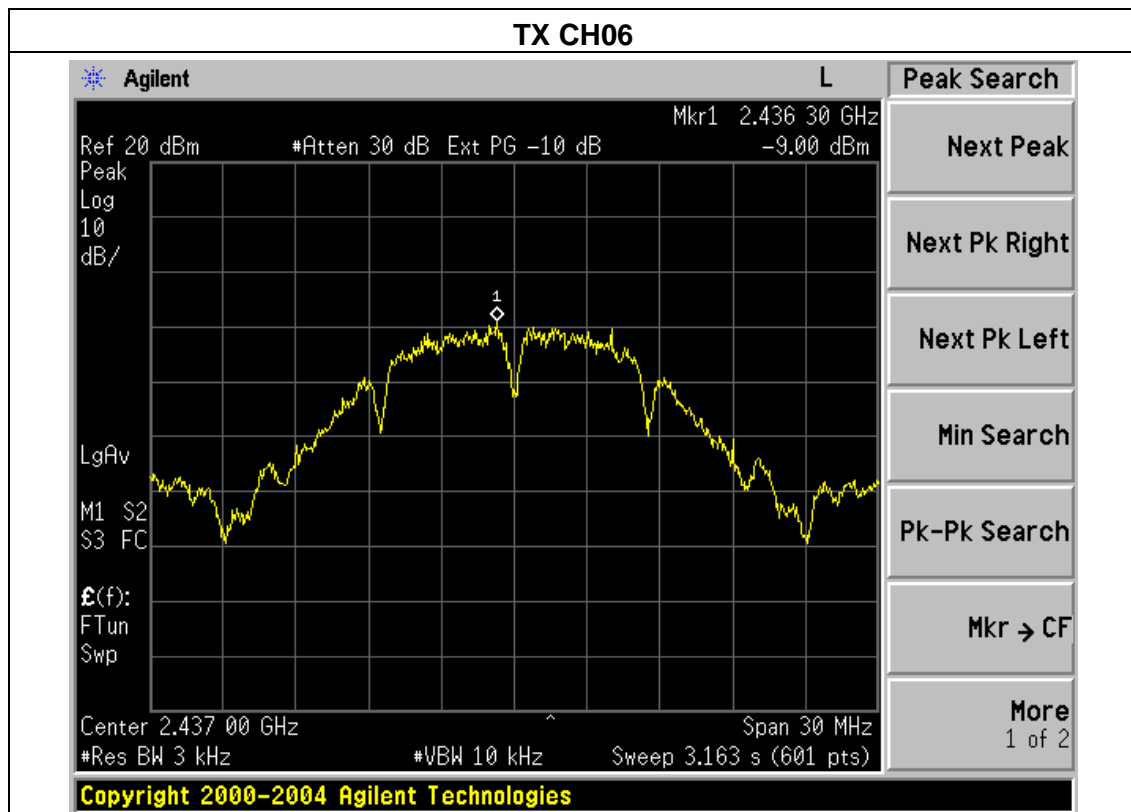 TX CH06
Agilent L Peak Search
Mkr1 2.436 30 GHz
Ref 20 dBm #Atten 30 dB Ext PG -10 dB -9.00 dBm
Peak
Log
10
dB/
1
LgAv
M1 S2
S3 FC
£(f):
FTun
Swp
Center 2.437 00 GHz ^ Span 30 MHz
#Res BW 3 kHz #VBW 10 kHz Sweep 3.163 s (601 pts)
Next Peak
Next Pk Right
Next Pk Left
Min Search
Pk-Pk Search
Mkr → CF
More
1 of 2
Copyright 2000-2004 Agilent Technologies